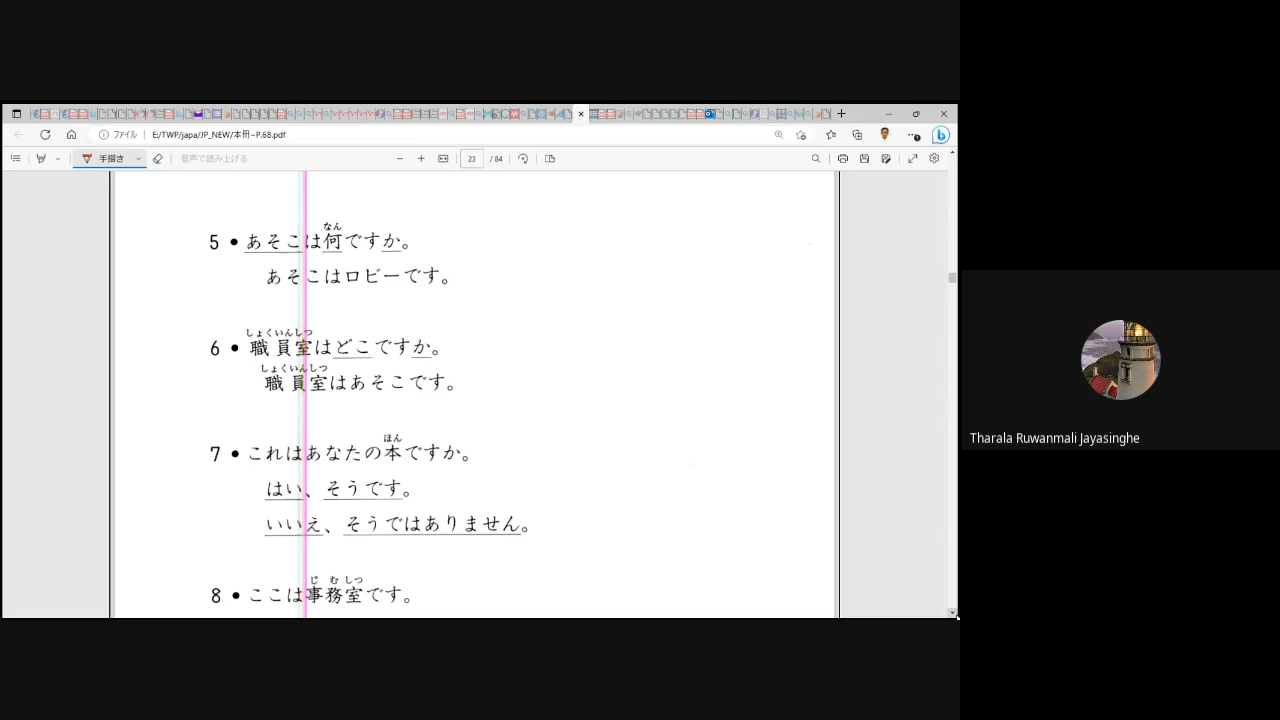 ファイル | E:/TWP/japa/JP_NEW/本冊~P.68.pdf
手描き 音声で読み上げる 23 / 84
なん
5 • あそこは何ですか。
あそこはロビーです。
しょくいんしつ
6 • 職員室はどこですか。
しょくいんしつ
職員室はあそこです。
ほん
7 • これはあなたの本ですか。
はい、そうです。
いいえ、そうではありません。
じむしつ
8 • ここは事務室です。
Tharala Ruwanmali Jayasinghe